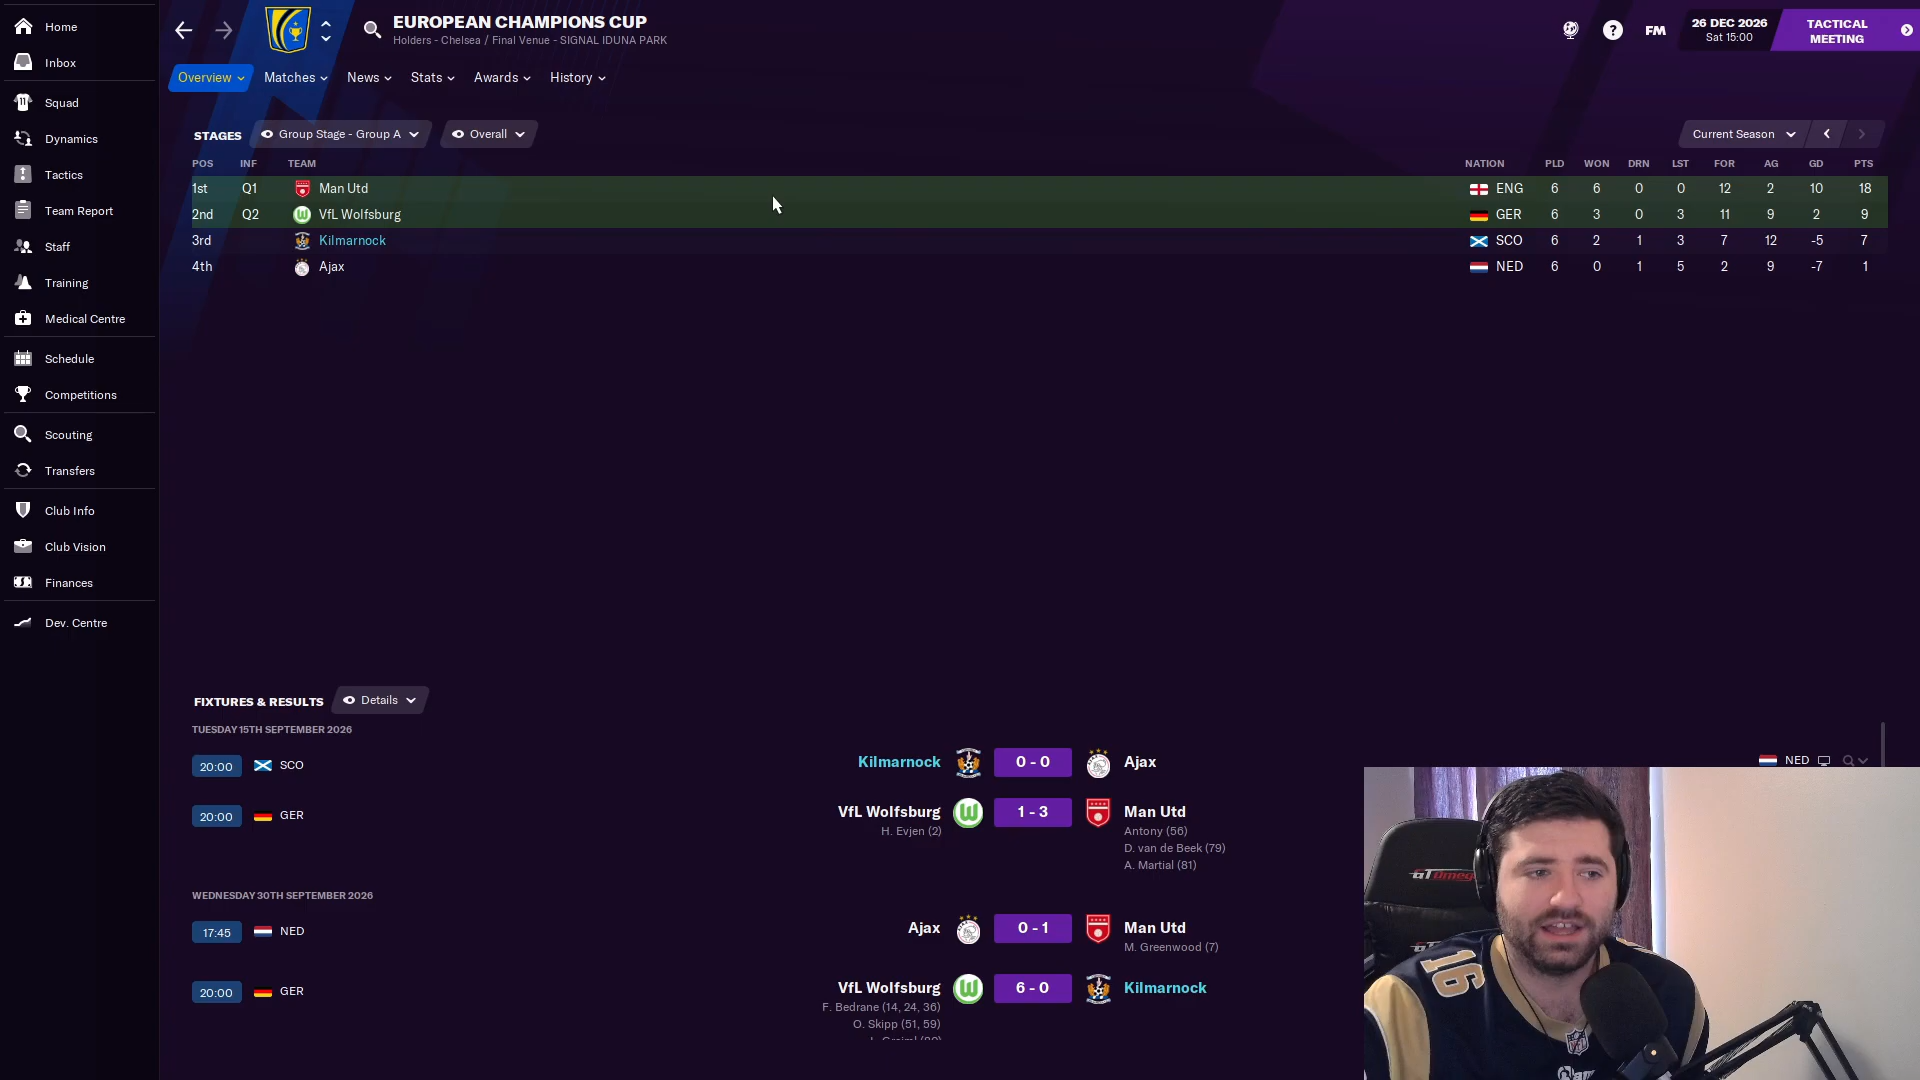 Home
Inbox
Squad
Dynamics
Tactics
Team Report
Staff
Training
Medical Centre
Schedule
Competitions
Scouting
Transfers
Club Info
Club Vision
Finances
Dev. Centre
EUROPEAN CHAMPIONS CUP
Holders - Chelsea / Final Venue - SIGNAL IDUNA PARK
FM
26 DEC 2026
Sat 15:00
TACTICAL MEETING
Overview Matches News Stats Awards History
STAGES Group Stage - Group A Overall Current Season
POS INF TEAM NATION PLD WON DRN LST FOR AG GD PTS
1st Q1 Man Utd ENG 6 6 0 0 12 2 10 18
2nd Q2 VfL Wolfsburg GER 6 3 0 3 11 9 2 9
3rd Kilmarnock SCO 6 2 1 3 7 12 -5 7
4th Ajax NED 6 0 1 5 2 9 -7 1
FIXTURES & RESULTS Details
TUESDAY 15TH SEPTEMBER 2026
20:00 SCO Kilmarnock 0 - 0 Ajax NED
20:00 GER VfL Wolfsburg 1 - 3 Man Utd
H. Evjen (2) Antony (56)
D. van de Beek (79)
A. Martial (81)
WEDNESDAY 30TH SEPTEMBER 2026
17:45 NED Ajax 0 - 1 Man Utd
M. Greenwood (7)
20:00 GER VfL Wolfsburg 6 - 0 Kilmarnock
F. Bedrane (14, 24, 36)
O. Skipp (51, 59)
16
NFL